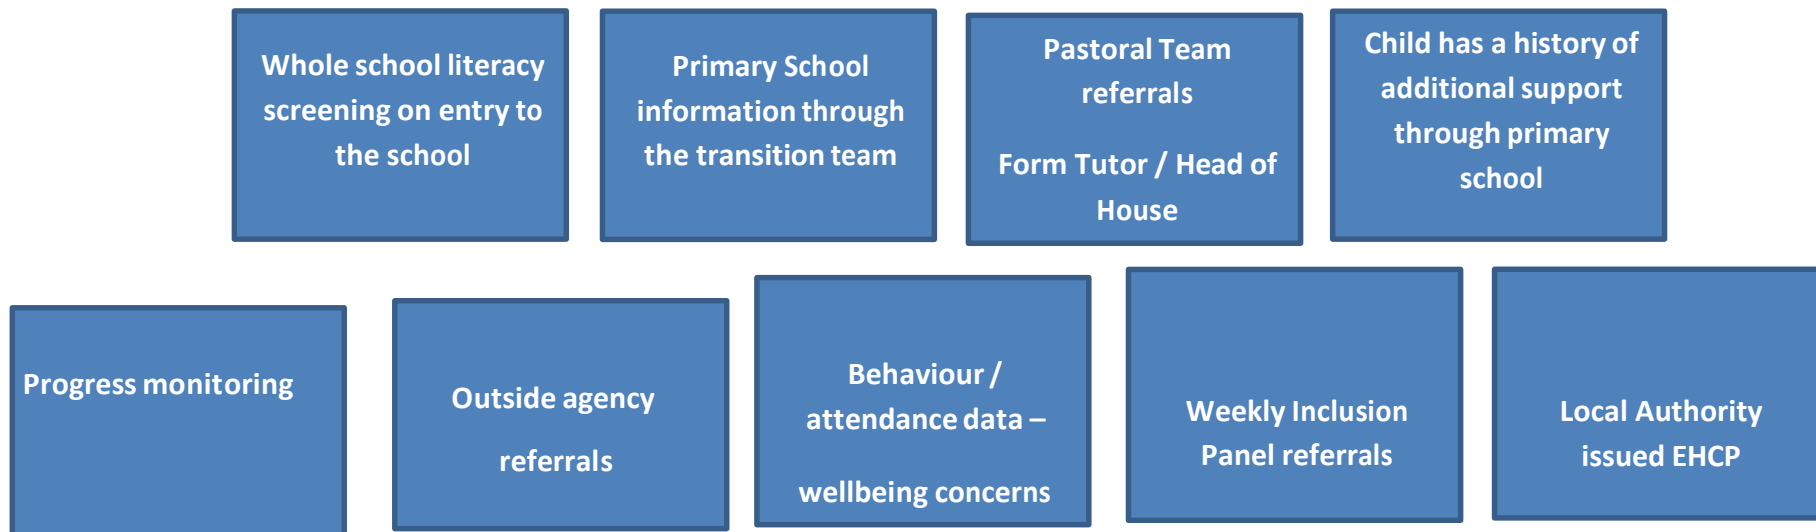 Whole school literacy
screening on entry to
the school
Primary School
information through
the transition team
Pastoral Team
referrals
Form Tutor / Head of
House
Child has a history of
additional support
through primary
school
Progress monitoring
Outside agency
referrals
Behaviour /
attendance data –
wellbeing concerns
Weekly Inclusion
Panel referrals
Local Authority
issued EHCP